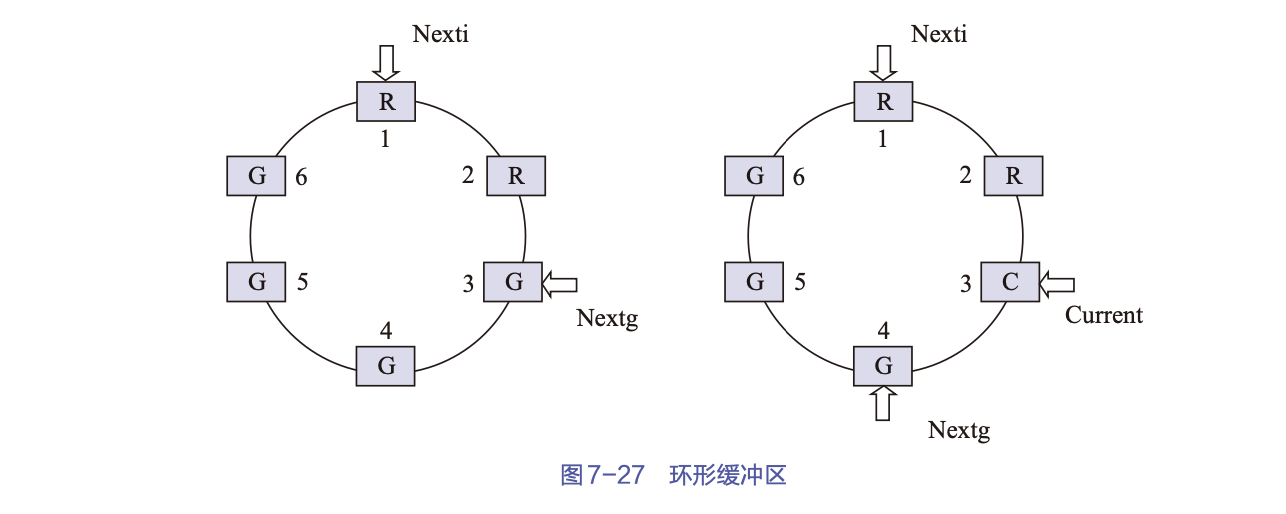 Nexti
R
1
G 6
2 R
G 5
3 G
Nextg
4
G
Nexti
R
1
G 6
2 R
G 5
3 C
Current
4
G
Nextg
图7-27 环形缓冲区